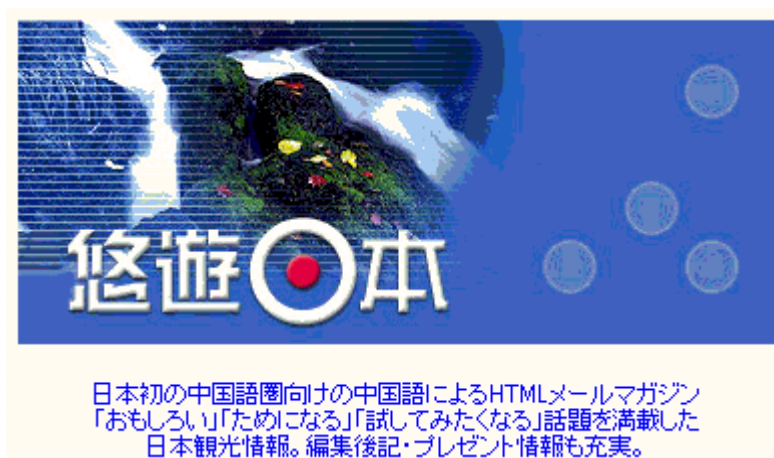 悠遊日本
日本初の中国語圏向けの中国語によるHTMLメールマガジン
「おもしろい」「ためになる」「試してみたくなる」話題を満載した
日本観光情報。編集後記・プレゼント情報も充実。